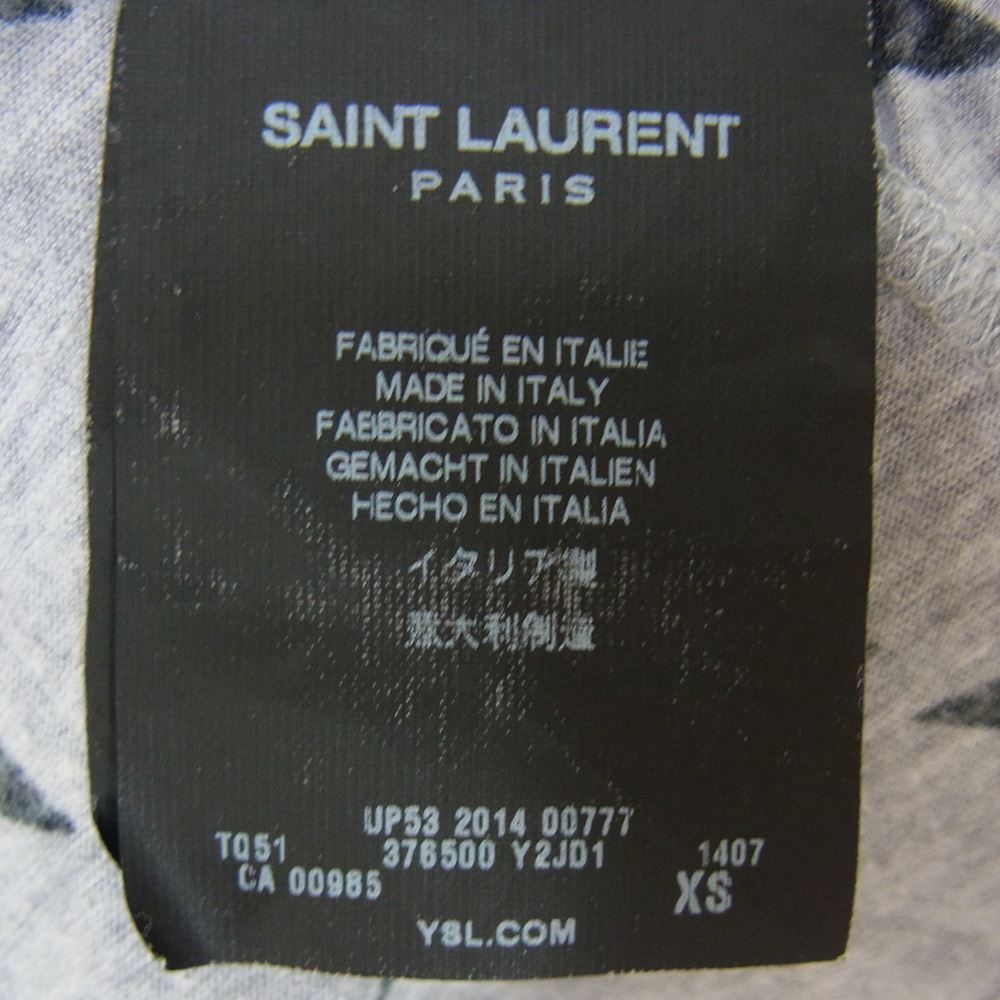 SAINT LAURENT
PARIS
FABRIQUÉ EN ITALIE
MADE IN ITALY
FABBRICATO IN ITALIA
GEMACHT IN ITALIEN
HECHO EN ITALIA
イタリア製
意大利制造
UP53 2014 00777
TQ51 376500 Y2JD1 1407
CA 00985 XS
YSL.COM